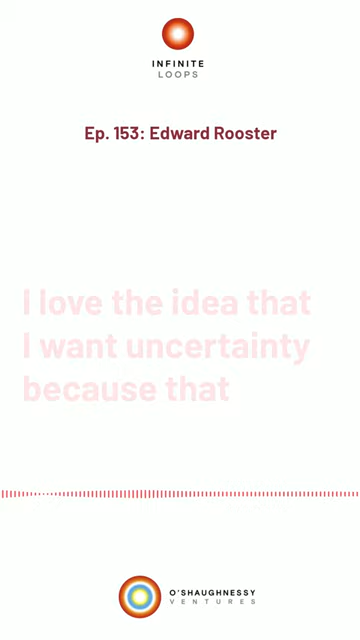 INFINITE
LOOPS
Ep. 153: Edward Rooster
I love the idea that
I want uncertainty
because that
O'SHAUGHNESSY
VENTURES